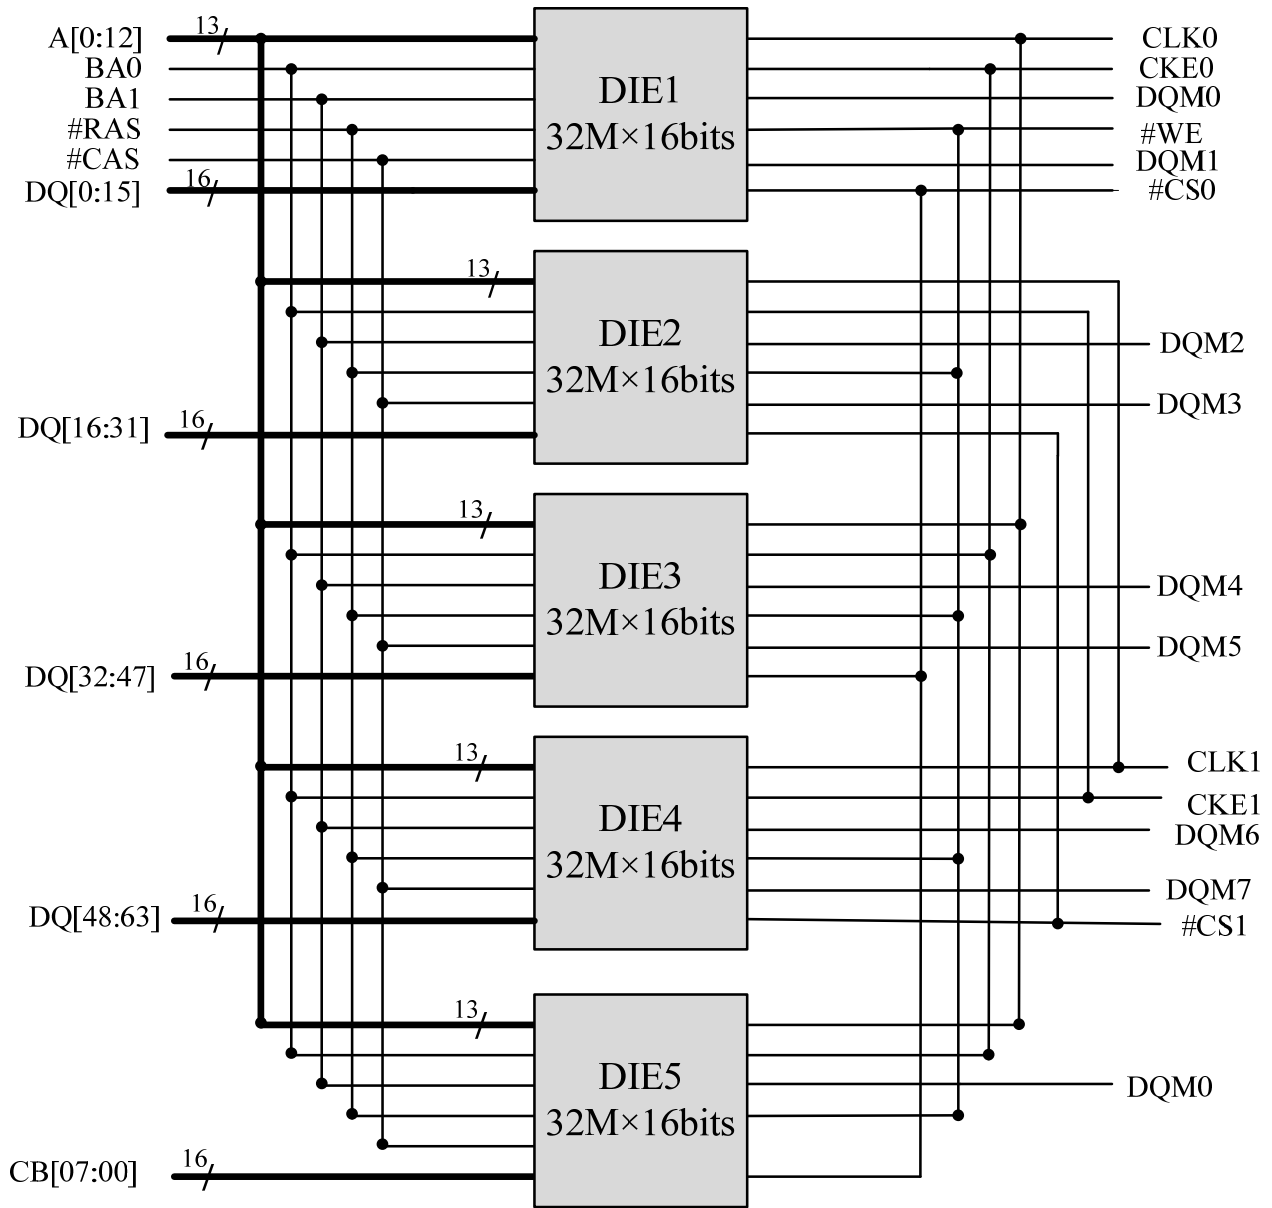 A[0:12]
13
BA0
BA1
#RAS
#CAS
DQ[0:15]
16
DIE1
32M×16bits
CLK0
CKE0
DQM0
#WE
DQM1
#CS0
13
DQ[16:31]
16
DIE2
32M×16bits
DQM2
DQM3
13
DQ[32:47]
16
DIE3
32M×16bits
DQM4
DQM5
13
DQ[48:63]
16
DIE4
32M×16bits
CLK1
CKE1
DQM6
DQM7
#CS1
13
CB[07:00]
16
DIE5
32M×16bits
DQM0